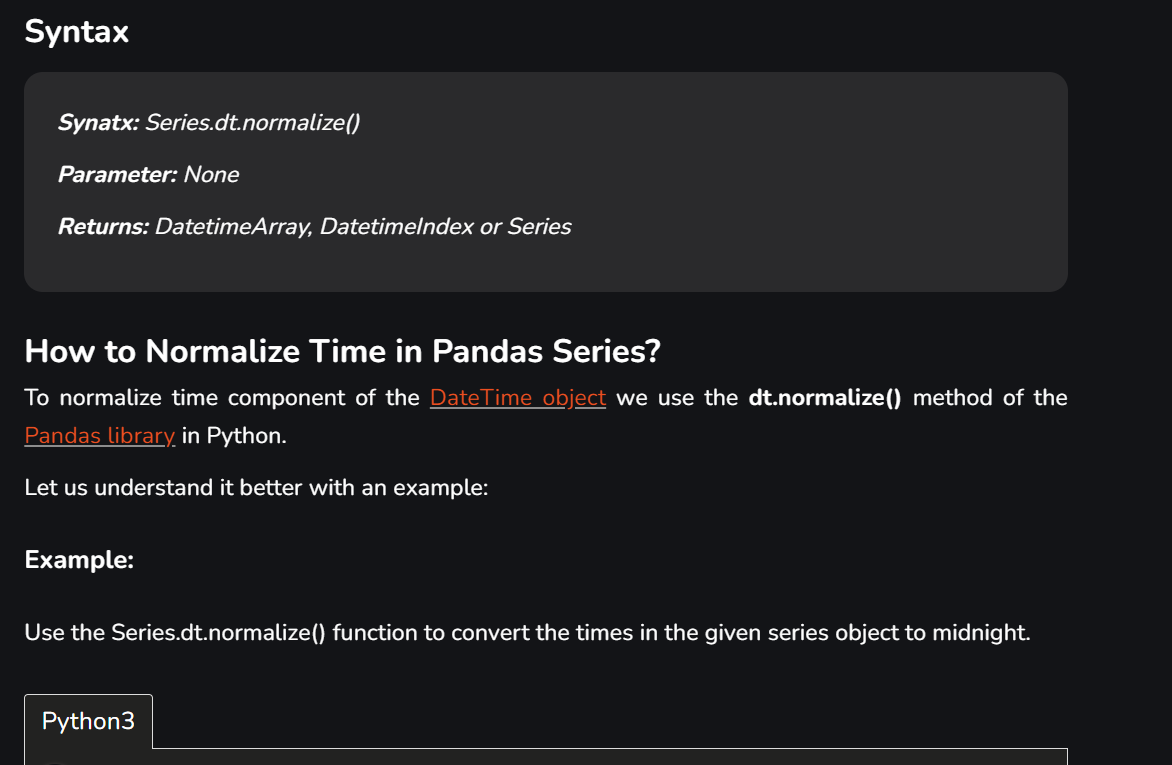 Syntax
Synatx: Series.dt.normalize()
Parameter: None
Returns: DatetimeArray, DatetimeIndex or Series
How to Normalize Time in Pandas Series?
To normalize time component of the DateTime object we use the dt.normalize() method of the
Pandas library in Python.
Let us understand it better with an example:
Example:
Use the Series.dt.normalize() function to convert the times in the given series object to midnight.
Python3